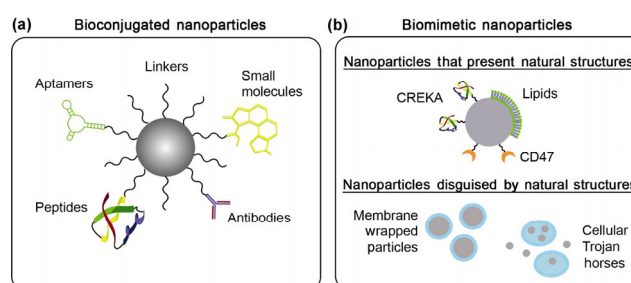 (a) Bioconjugated nanoparticles
Linkers
Aptamers
Small
molecules
Peptides
Antibodies
(b) Biomimetic nanoparticles
Nanoparticles that present natural structures
CREKA
Lipids
CD47
Nanoparticles disguised by natural structures
Membrane
wrapped
particles
Cellular
Trojan
horses